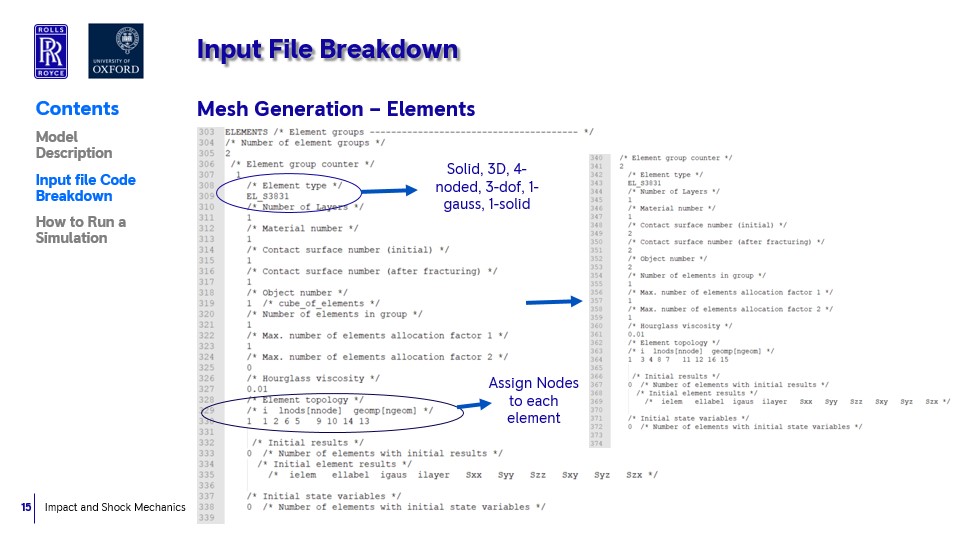 ROLLS
RR
ROYCE
UNIVERSITY OF
OXFORD
Input File Breakdown
Contents
Model
Description
Input file Code
Breakdown
How to Run a
Simulation
Mesh Generation – Elements
303 ELEMENTS /* Element groups --------------------------------------- */
304 /* Number of element groups */
305 2
306 /* Element group counter */
307 1
308 /* Element type */
309 EL_S3831
310 /* Number of Layers */
311 1
312 /* Material number */
313 1
314 /* Contact surface number (initial) */
315 1
316 /* Contact surface number (after fracturing) */
317 1
318 /* Object number */
319 1 /* cube_of_elements */
320 /* Number of elements in group */
321 1
322 /* Max. number of elements allocation factor 1 */
323 1
324 /* Max. number of elements allocation factor 2 */
325 0
326 /* Hourglass viscosity */
327 0.01
328 /* Element topology */
329 /* i lnods[nnode] geomp[ngeom] */
330 1 1 2 6 5 9 10 14 13
331
332 /* Initial results */
333 0 /* Number of elements with initial results */
334 /* Initial element results */
335 /* ielem ellabel igaus ilayer Sxx Syy Szz Sxy Syz Szx */
336
337 /* Initial state variables */
338 0 /* Number of elements with initial state variables */
339
Solid, 3D, 4-
noded, 3-dof, 1-
gauss, 1-solid
Assign Nodes
to each
element
340 /* Element group counter */
341 2
342 /* Element type */
343 EL_S3831
344 /* Number of Layers */
345 1
346 /* Material number */
347 1
348 /* Contact surface number (initial) */
349 2
350 /* Contact surface number (after fracturing) */
351 2
352 /* Object number */
353 2
354 /* Number of elements in group */
355 1
356 /* Max. number of elements allocation factor 1 */
357 1
358 /* Max. number of elements allocation factor 2 */
359 1
360 /* Hourglass viscosity */
361 0.01
362 /* Element topology */
363 /* i lnods[nnode] geomp[ngeom] */
364 1 3 4 8 7 11 12 16 15
365
366 /* Initial results */
367 0 /* Number of elements with initial results */
368 /* Initial element results */
369 /* ielem ellabel igaus ilayer Sxx Syy Szz Sxy Syz Szx */
370
371 /* Initial state variables */
372 0 /* Number of elements with initial state variables */
373
374
15
Impact and Shock Mechanics